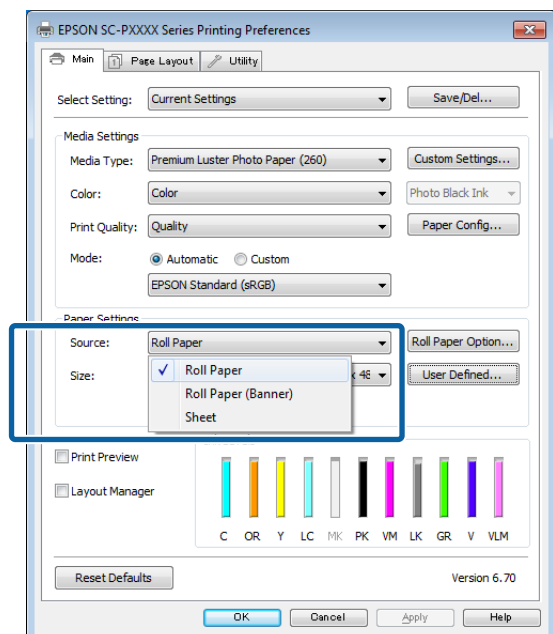 EPSON SC-PXXXX Series Printing Preferences
Main Page Layout Utility
Select Setting: Current Settings Save/Del...
Media Settings
Media Type: Premium Luster Photo Paper (260) Custom Settings...
Color: Color Photo Black Ink
Print Quality: Quality Paper Config...
Mode: Automatic Custom
EPSON Standard (sRGB)
Paper Settings
Source: Roll Paper Roll Paper Option...
Roll Paper
Size: x 48 User Defined...
Roll Paper (Banner)
Sheet
Print Preview
Layout Manager
C OR Y LC MK PK VM LK GR V VLM
Reset Defaults Version 6.70
OK Cancel Apply Help